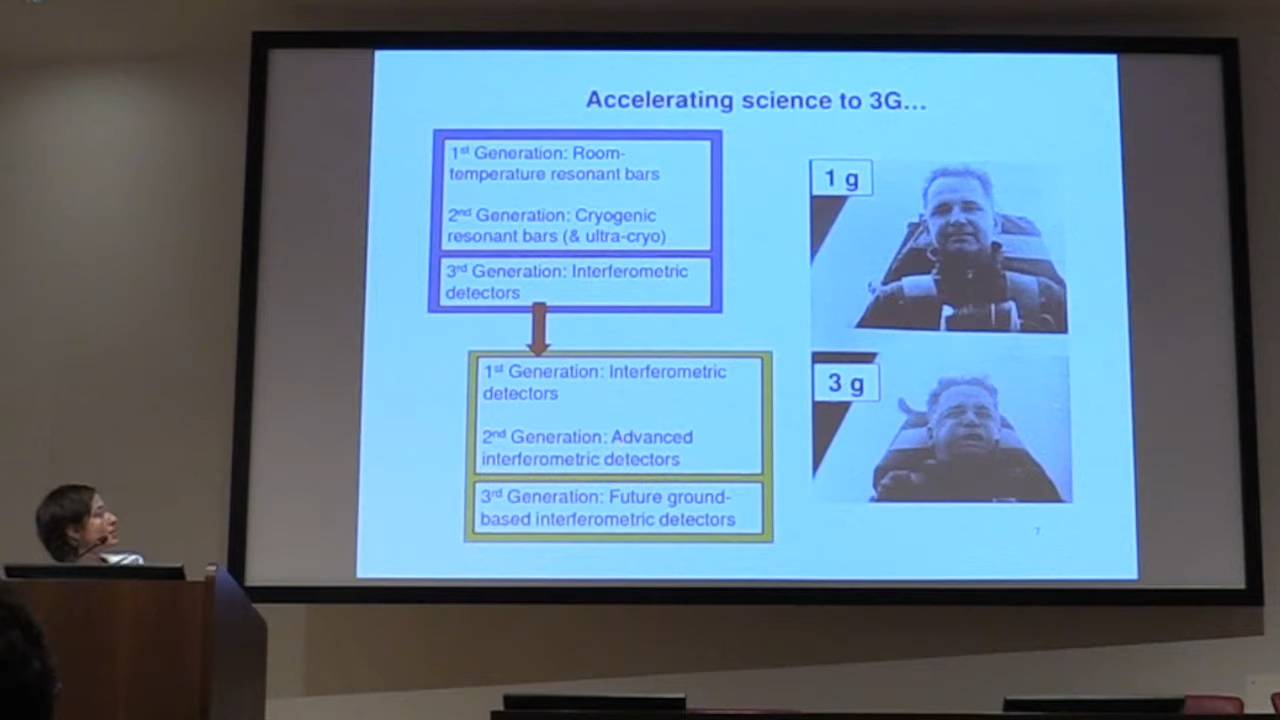 Accelerating science to 3G...
1st Generation: Room-
temperature resonant bars
2nd Generation: Cryogenic
resonant bars (& ultra-cryo)
3rd Generation: Interferometric
detectors
1st Generation: Interferometric
detectors
2nd Generation: Advanced
interferometric detectors
3rd Generation: Future ground-
based interferometric detectors
1 g
3 g
7